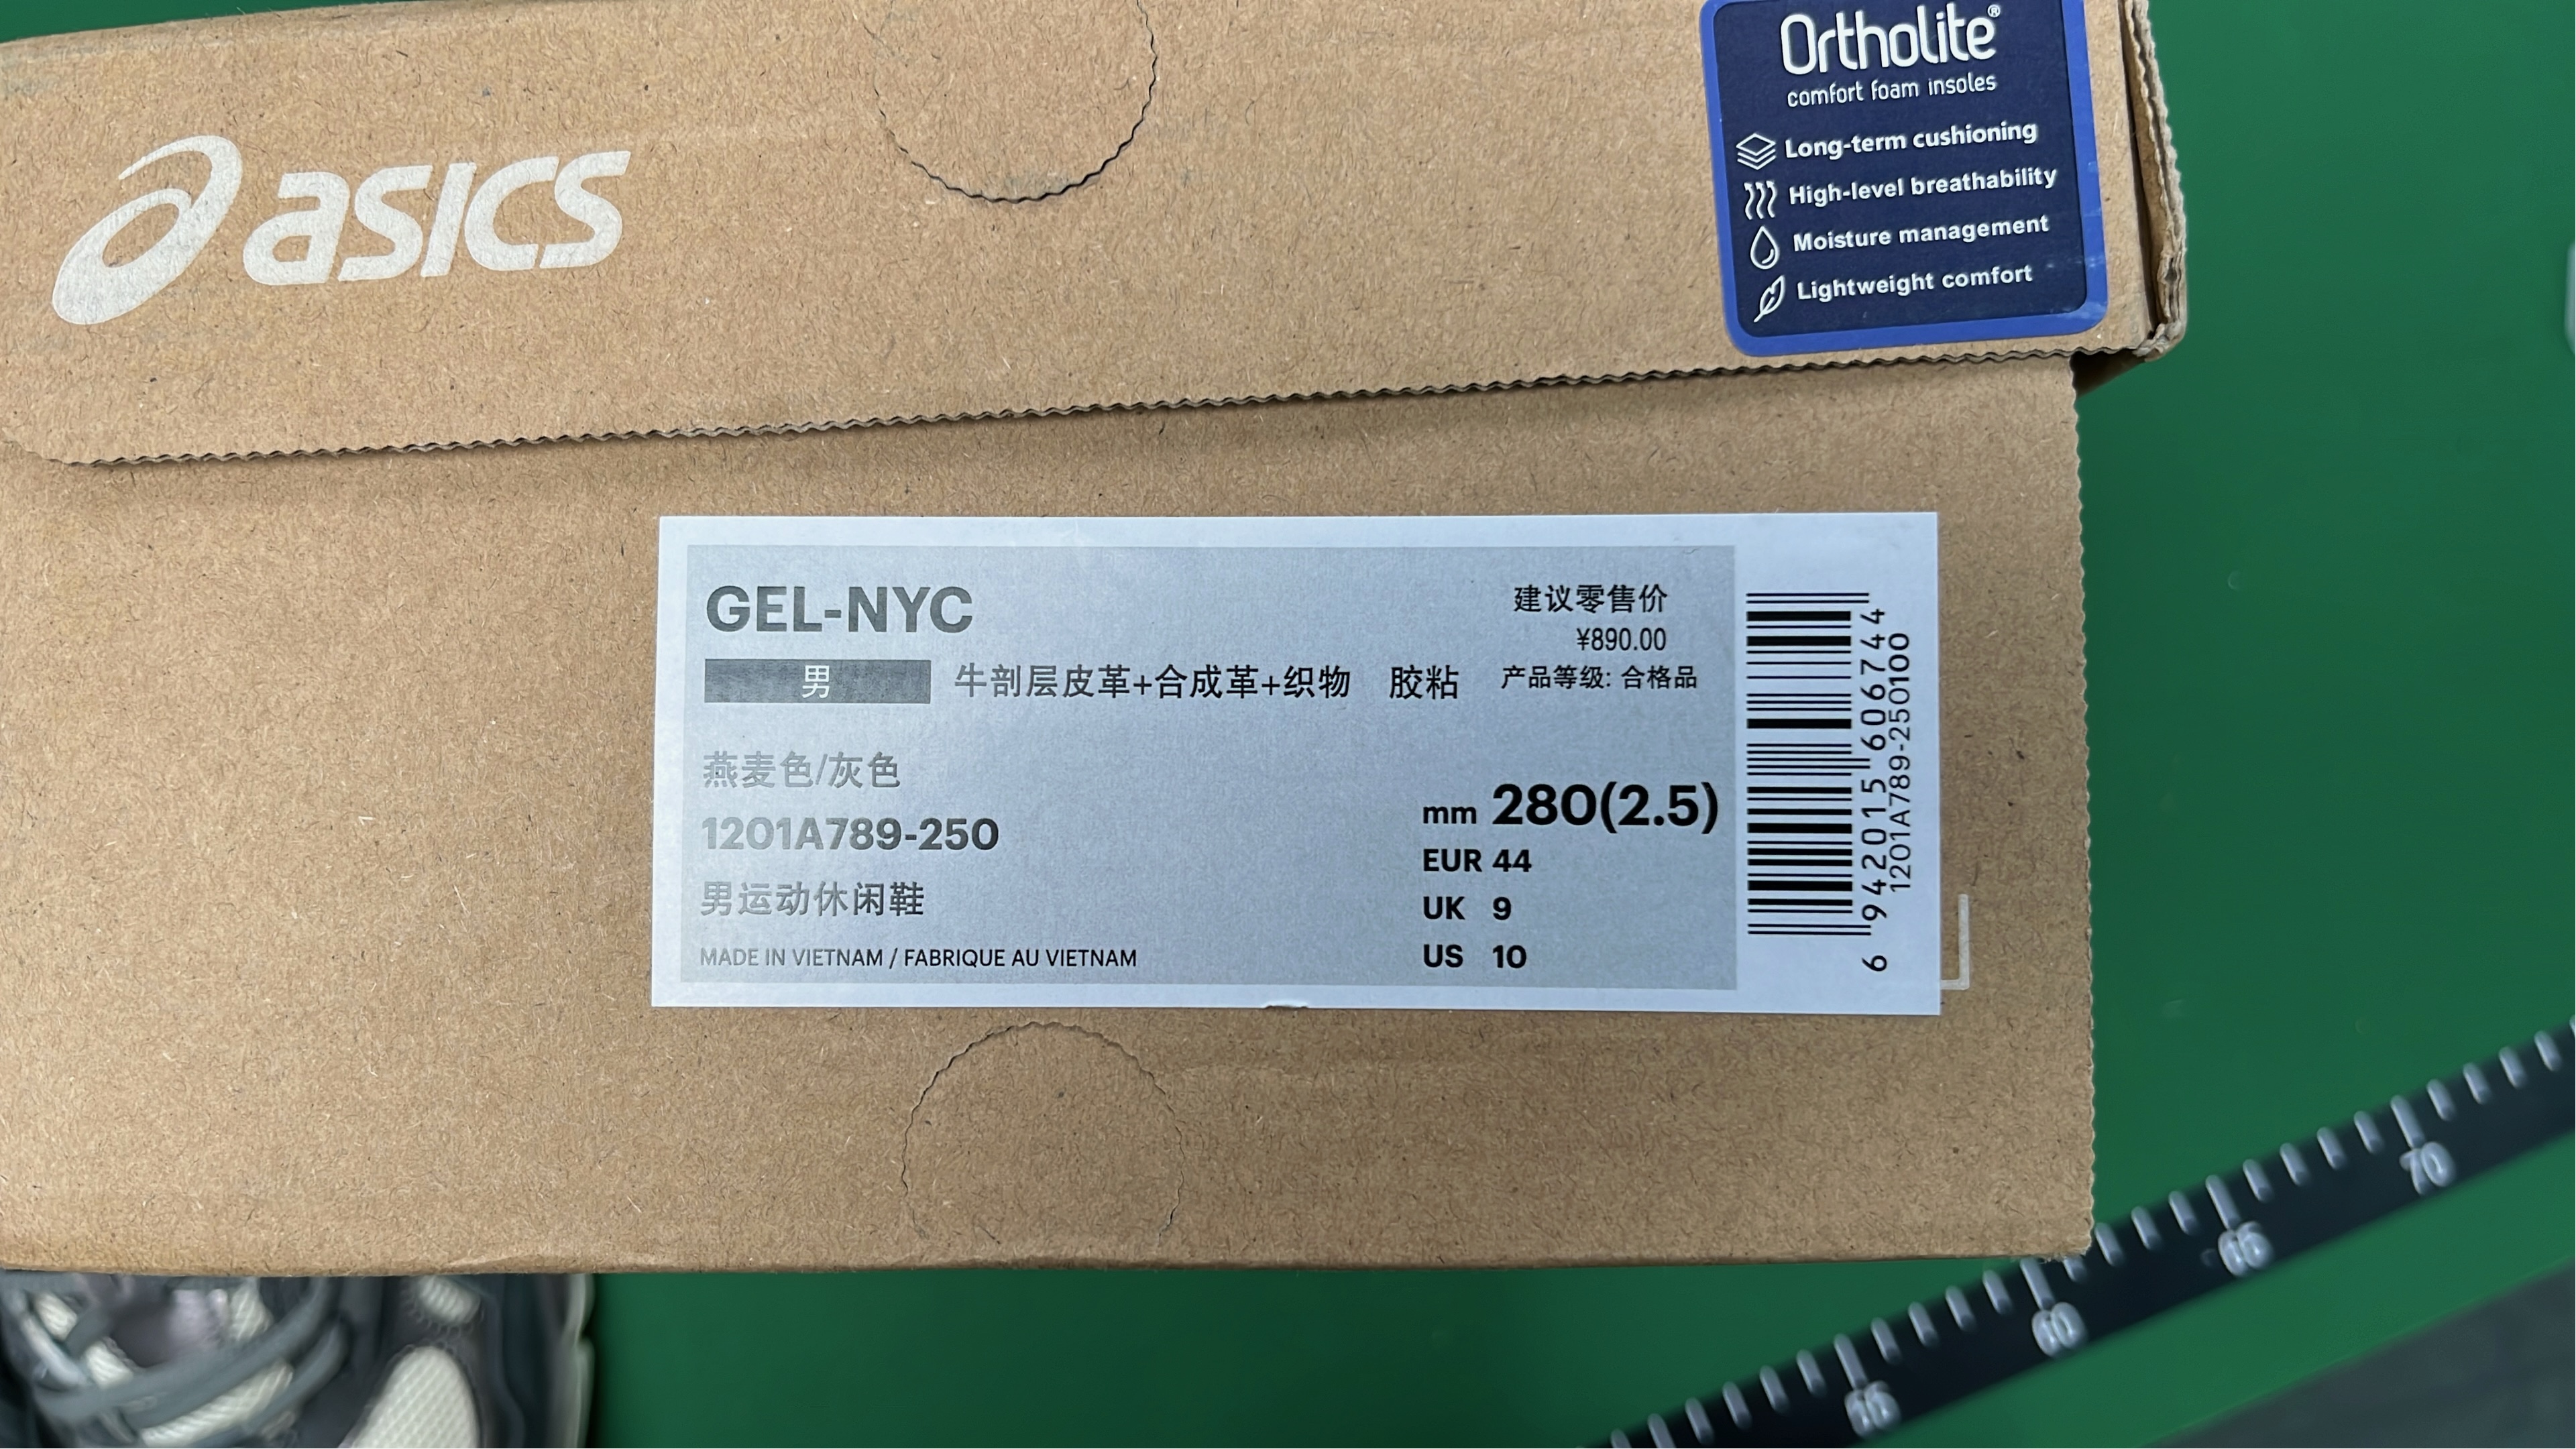 asics
Ortholite®
comfort foam insoles
Long-term cushioning
High-level breathability
Moisture management
Lightweight comfort
GEL-NYC
建议零售价
¥890.00
男 牛剖层皮革+合成革+织物 胶粘 产品等级: 合格品
燕麦色/灰色
1201A789-250
男运动休闲鞋
MADE IN VIETNAM / FABRIQUE AU VIETNAM
mm 280(2.5)
EUR 44
UK 9
US 10
6 942015 606744
1201A789-250100
70
65
60
55